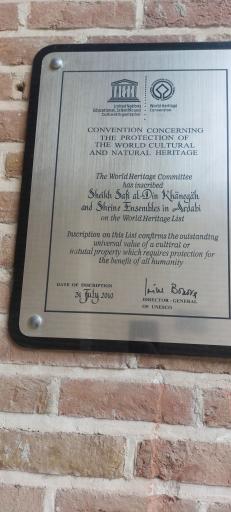 United Nations
Educational, Scientific and
Cultural Organization
World Heritage
Convention
CONVENTION CONCERNING
THE PROTECTION OF
THE WORLD CULTURAL
AND NATURAL HERITAGE
The World Heritage Committee
has inscribed
Sheikh Safi al-Din Khānegāh
and Shrine Ensembles in Ardabi
on the World Heritage List
Inscription on this List confirms the outstanding
universal value of a cultural or
natural property which requires protection for
the benefit of all humanity
DATE OF INSCRIPTION
31 July 2010
DIRECTOR-GENERAL
OF UNESCO